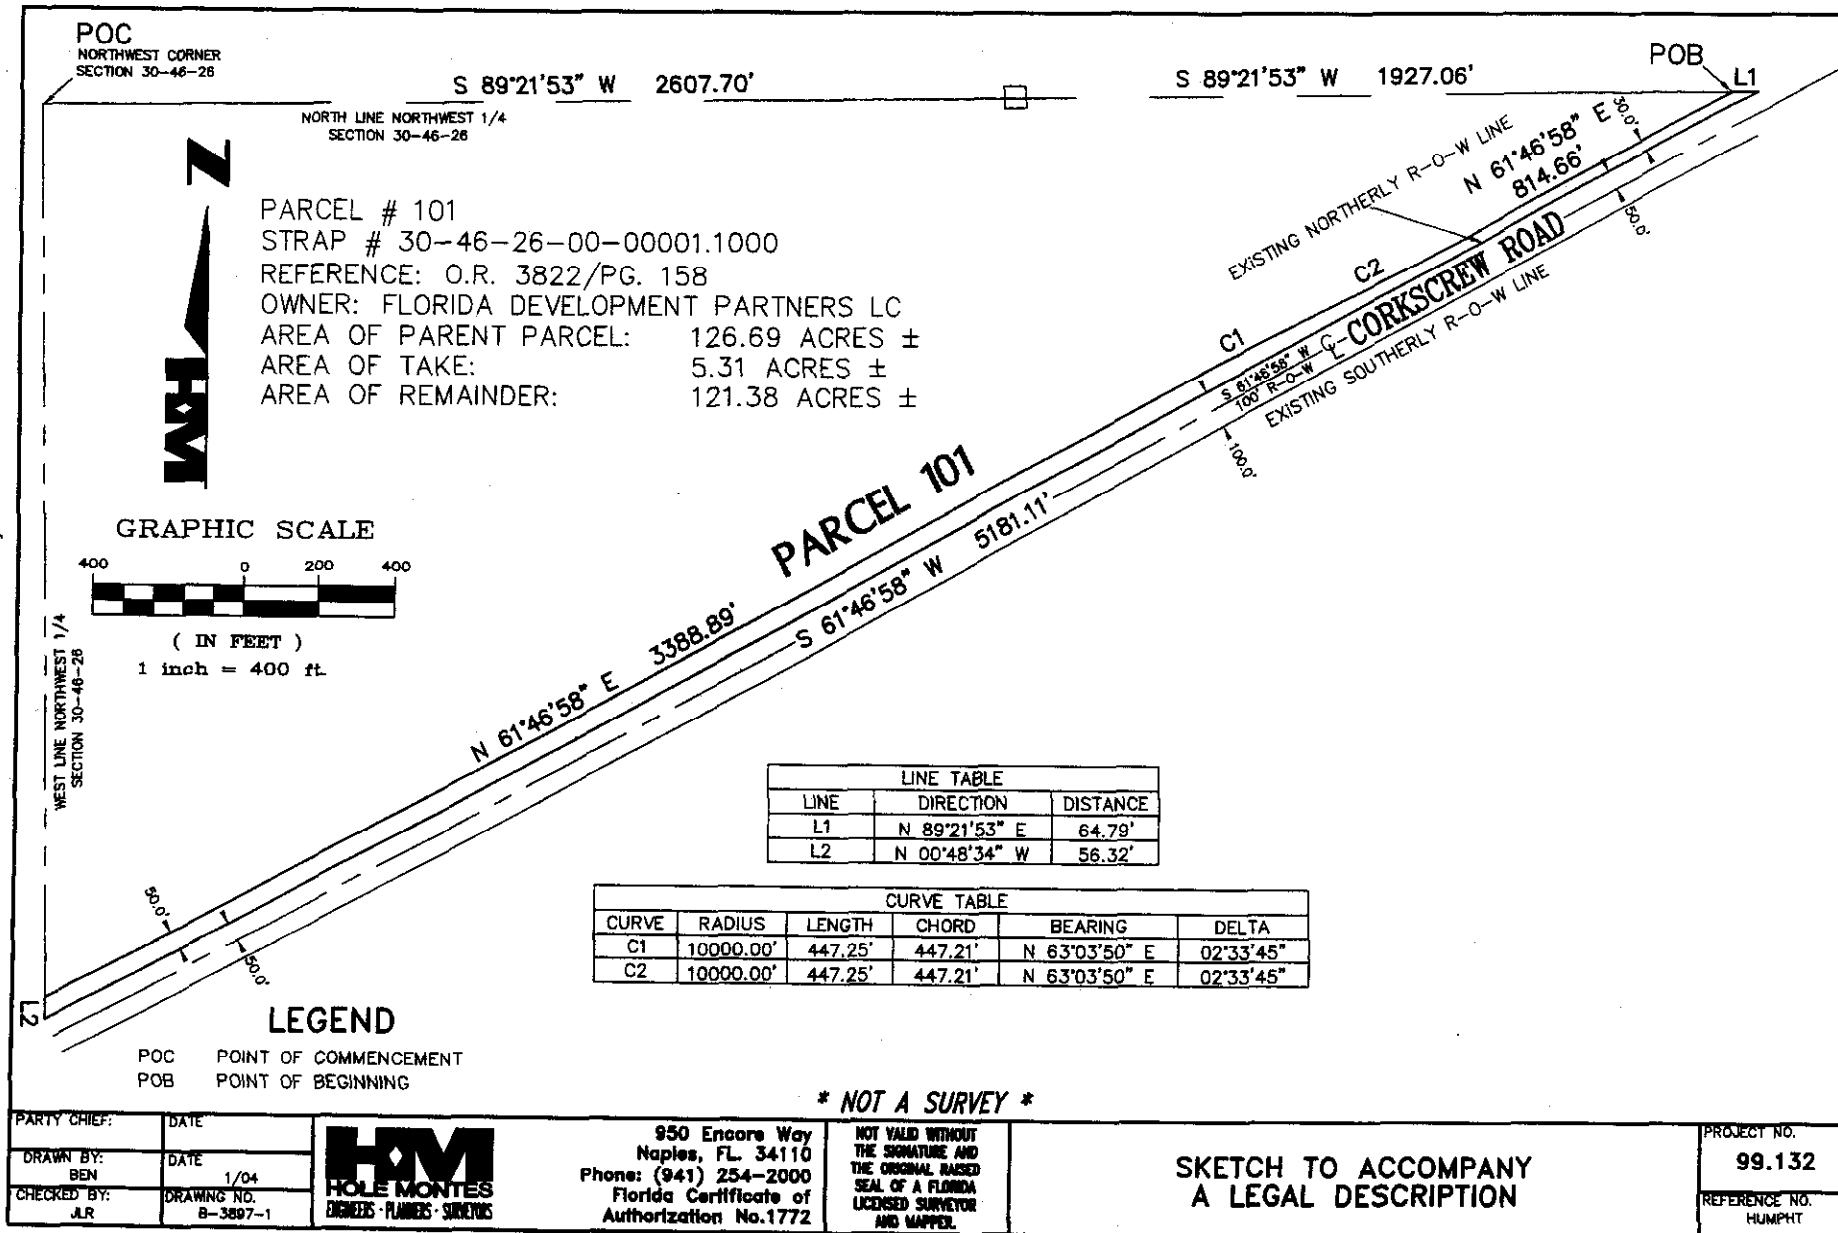 POC
NORTHWEST CORNER
SECTION 30-46-26
S 89°21'53" W 2607.70'
S 89°21'53" W 1927.06'
POB
L1
NORTH LINE NORTHWEST 1/4
SECTION 30-46-26
Z
PARCEL # 101
STRAP # 30-46-26-00-00001.1000
REFERENCE: O.R. 3822/PG. 158
OWNER: FLORIDA DEVELOPMENT PARTNERS LC
AREA OF PARENT PARCEL: 126.69 ACRES ±
AREA OF TAKE: 5.31 ACRES ±
AREA OF REMAINDER: 121.38 ACRES ±
HM
30.0'
N 61°46'58" E
814.66'
EXISTING NORTHERLY R-O-W LINE
50.0'
C2
C1
CORKSCREW ROAD
S 61°46'58" W
100' R-O-W
CL
EXISTING SOUTHERLY R-O-W LINE
100.0'
PARCEL 101
S 61°46'58" W 5181.11'
N 61°46'58" E 3388.89'
GRAPHIC SCALE
400 0 200 400
( IN FEET )
1 inch = 400 ft.
WEST LINE NORTHWEST 1/4
SECTION 30-46-26
50.0'
50.0'
L2
LINE TABLE
LINE DIRECTION DISTANCE
L1 N 89°21'53" E 64.79'
L2 N 00°48'34" W 56.32'
CURVE TABLE
CURVE RADIUS LENGTH CHORD BEARING DELTA
C1 10000.00' 447.25' 447.21' N 63°03'50" E 02°33'45"
C2 10000.00' 447.25' 447.21' N 63°03'50" E 02°33'45"
LEGEND
POC POINT OF COMMENCEMENT
POB POINT OF BEGINNING
* NOT A SURVEY *
PARTY CHIEF:
DATE
DRAWN BY:
BEN
DATE
1/04
CHECKED BY:
JLR
DRAWING NO.
B-3897-1
HM
HOLE MONTES
ENGINEERS · PLANNERS · SURVEYORS
950 Encore Way
Naples, FL. 34110
Phone: (941) 254-2000
Florida Certificate of
Authorization No.1772
NOT VALID WITHOUT
THE SIGNATURE AND
THE ORIGINAL RAISED
SEAL OF A FLORIDA
LICENSED SURVEYOR
AND MAPPER.
SKETCH TO ACCOMPANY
A LEGAL DESCRIPTION
PROJECT NO.
99.132
REFERENCE NO.
HUMPHT